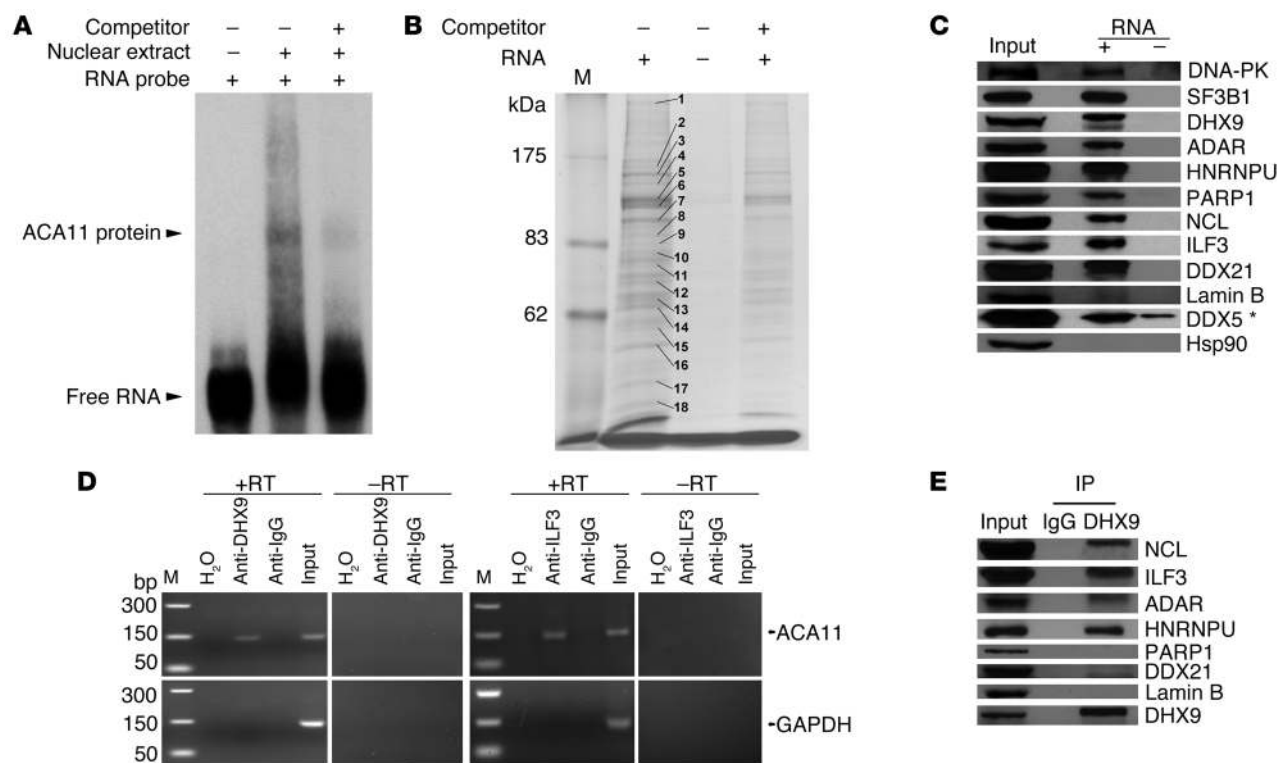 A
Competitor – – +
Nuclear extract – + +
RNA probe + + +
ACA11 protein
Free RNA
B
Competitor – – +
RNA + – +
M
kDa
175
83
62
1
2
3
4
5
6
7
8
9
10
11
12
13
14
15
16
17
18
C
RNA
Input + –
DNA-PK
SF3B1
DHX9
ADAR
HNRNPU
PARP1
NCL
ILF3
DDX21
Lamin B
DDX5 *
Hsp90
D
+RT –RT +RT –RT
bp M H₂O Anti-DHX9 Anti-IgG Input H₂O Anti-DHX9 Anti-IgG Input M H₂O Anti-ILF3 Anti-IgG Input H₂O Anti-ILF3 Anti-IgG Input
300
150 ACA11
50
300
150 GAPDH
50
E
IP
Input IgG DHX9
NCL
ILF3
ADAR
HNRNPU
PARP1
DDX21
Lamin B
DHX9